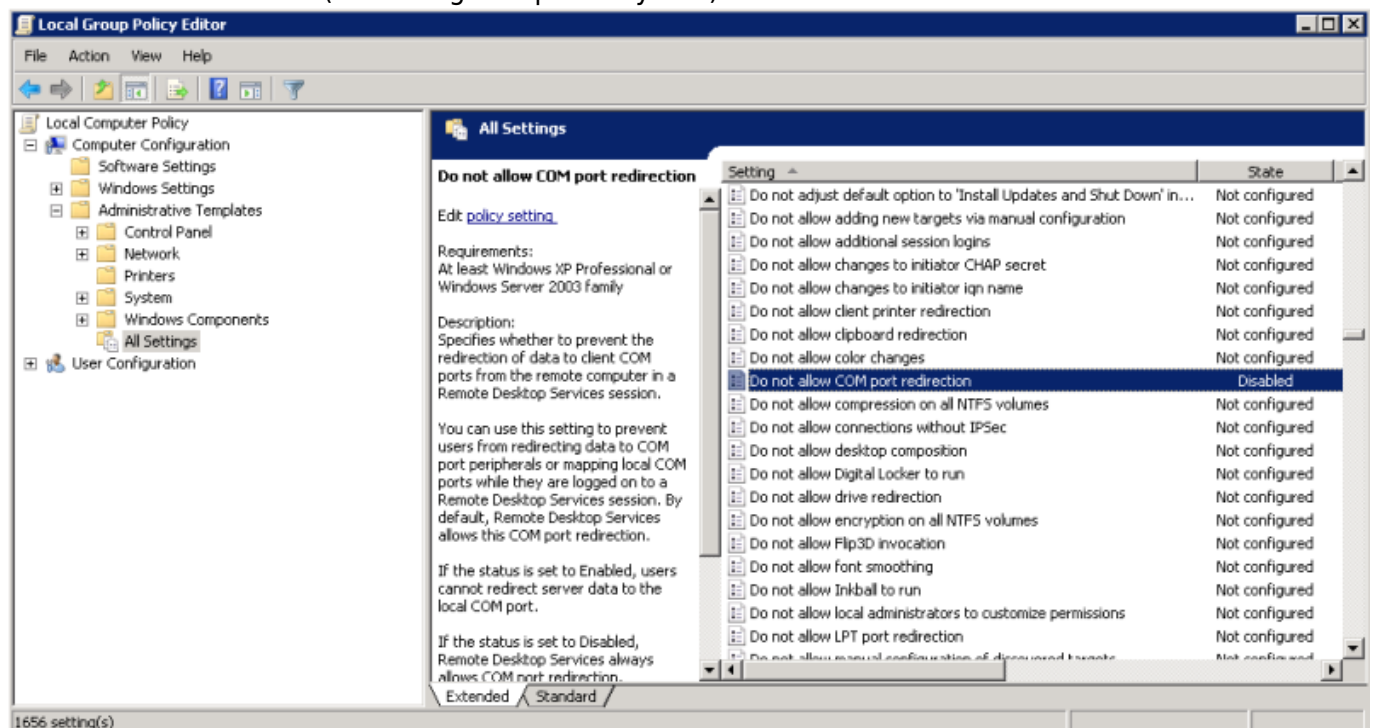 Local Group Policy Editor
File Action View Help
Local Computer Policy
Computer Configuration
Software Settings
Windows Settings
Administrative Templates
Control Panel
Network
Printers
System
Windows Components
All Settings
User Configuration
All Settings
Do not allow COM port redirection
Edit policy setting
Requirements:
At least Windows XP Professional or
Windows Server 2003 family
Description:
Specifies whether to prevent the
redirection of data to client COM
ports from the remote computer in a
Remote Desktop Services session.
You can use this setting to prevent
users from redirecting data to COM
port peripherals or mapping local COM
ports while they are logged on to a
Remote Desktop Services session. By
default, Remote Desktop Services
allows this COM port redirection.
If the status is set to Enabled, users
cannot redirect server data to the
local COM port.
If the status is set to Disabled,
Remote Desktop Services always
allows COM port redirection.
Setting State
Do not adjust default option to 'Install Updates and Shut Down' in... Not configured
Do not allow adding new targets via manual configuration Not configured
Do not allow additional session logins Not configured
Do not allow changes to initiator CHAP secret Not configured
Do not allow changes to initiator iqn name Not configured
Do not allow client printer redirection Not configured
Do not allow clipboard redirection Not configured
Do not allow color changes Not configured
Do not allow COM port redirection Disabled
Do not allow compression on all NTFS volumes Not configured
Do not allow connections without IPSec Not configured
Do not allow desktop composition Not configured
Do not allow Digital Locker to run Not configured
Do not allow drive redirection Not configured
Do not allow encryption on all NTFS volumes Not configured
Do not allow Flip3D invocation Not configured
Do not allow font smoothing Not configured
Do not allow Inkball to run Not configured
Do not allow local administrators to customize permissions Not configured
Do not allow LPT port redirection Not configured
Do not allow manual configuration of discovered targets Not configured
Extended Standard
1656 setting(s)